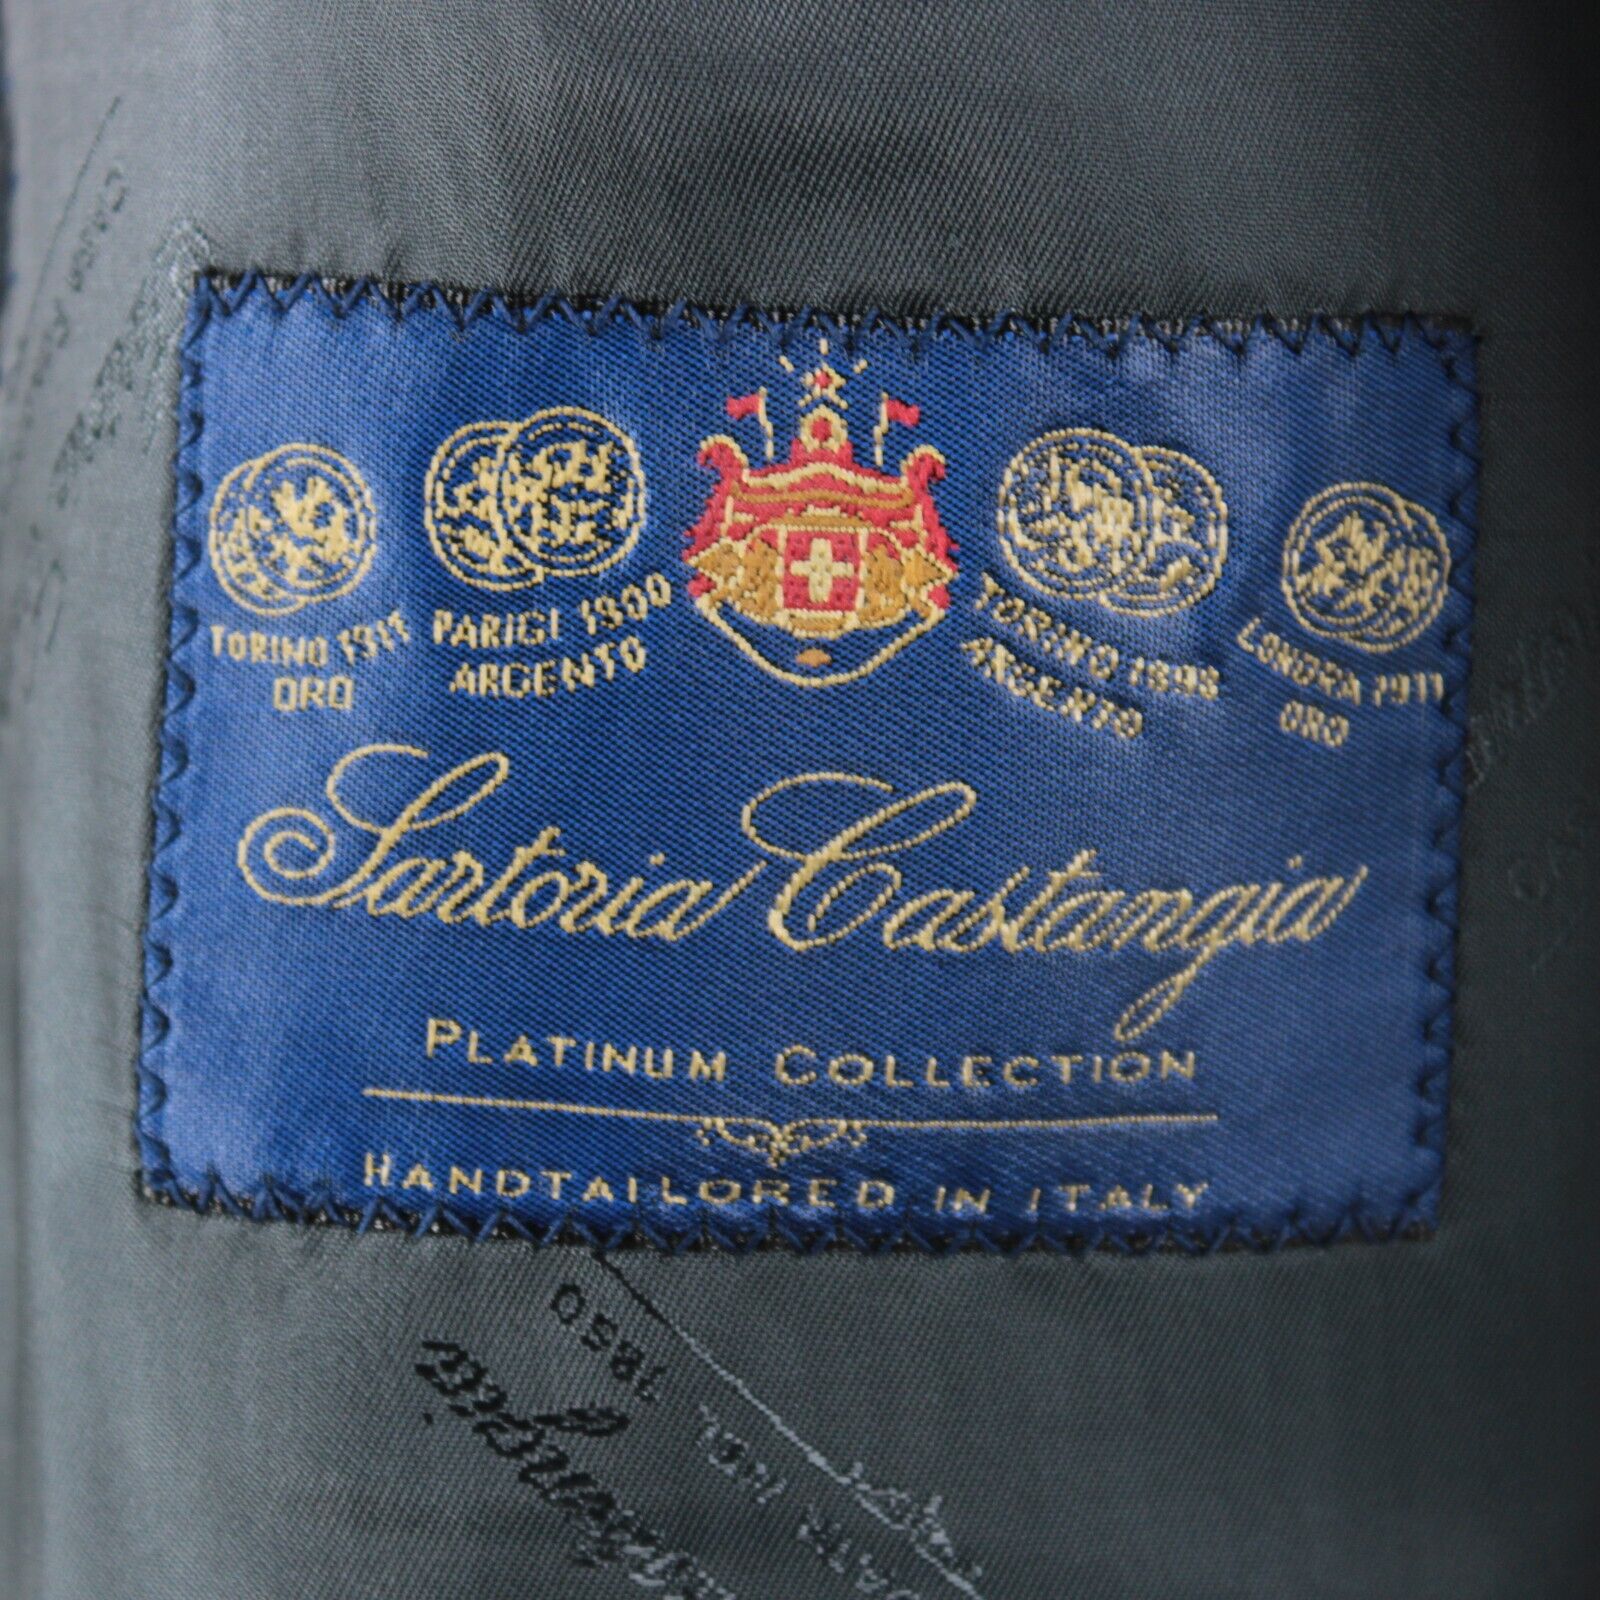 TORINO 1911
ORO
PARIGI 1900
ARGENTO
TORINO 1898
ARGENTO
LONDRA 1911
ORO
Sartoria Castangia
PLATINUM COLLECTION
HANDTAILORED IN ITALY
1850